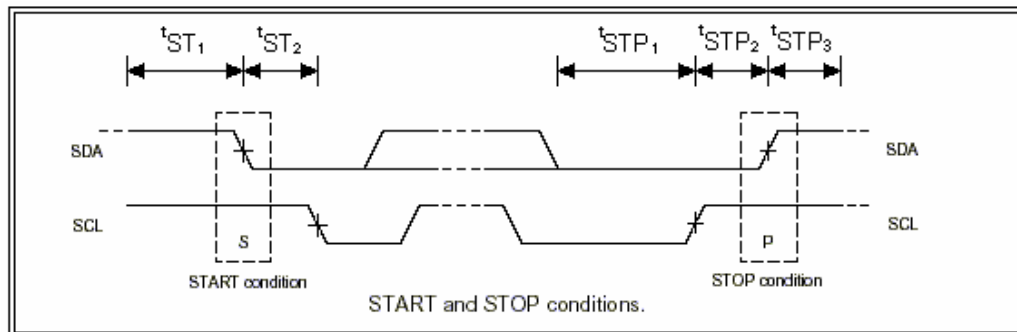 tST1 tST2 tSTP1 tSTP2 tSTP3
SDA SDA
SCL SCL
S P
START condition STOP condition
START and STOP conditions.